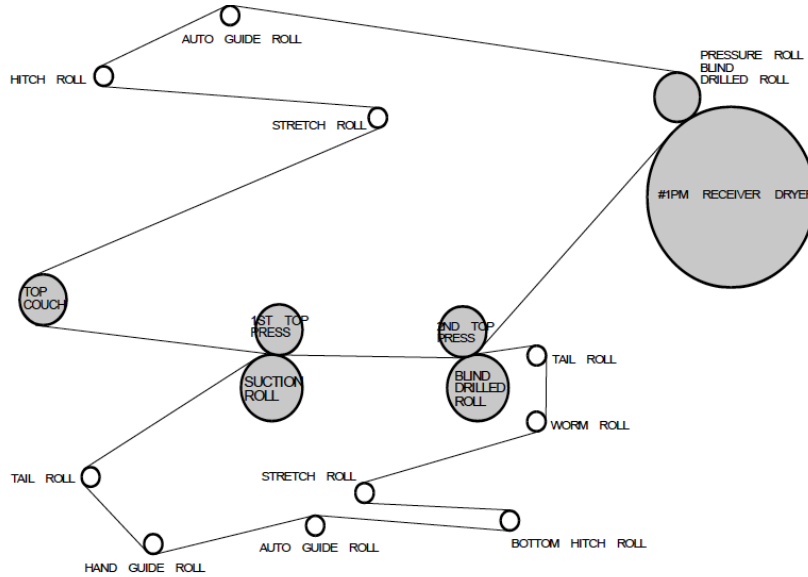 AUTO GUIDE ROLL
PRESSURE ROLL
BLIND
DRILLED ROLL
HITCH ROLL
STRETCH ROLL
#1PM RECEIVER DRYER
TOP
COUCH
1ST TOP
PRESS
2ND TOP
PRESS
TAIL ROLL
SUCTION
ROLL
BLIND
DRILLED
ROLL
WORM ROLL
TAIL ROLL
STRETCH ROLL
AUTO GUIDE ROLL
BOTTOM HITCH ROLL
HAND GUIDE ROLL